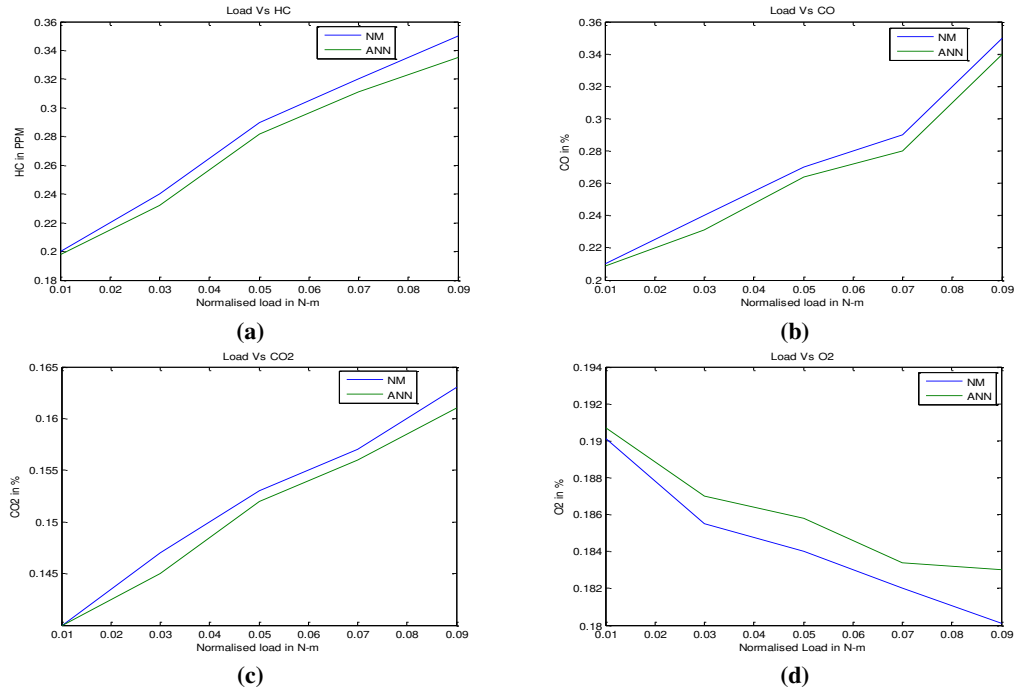 Load Vs HC
0.36
0.34
0.32
0.3
0.28
0.26
0.24
0.22
0.2
0.18
HC in PPM
NM
ANN
0.01 0.02 0.03 0.04 0.05 0.06 0.07 0.08 0.09
Normalised load in N-m
(a)
Load Vs CO
0.36
0.34
0.32
0.3
0.28
0.26
0.24
0.22
0.2
CO in %
NM
ANN
0.01 0.02 0.03 0.04 0.05 0.06 0.07 0.08 0.09
Normalised load in N-m
(b)
Load Vs CO2
0.165
0.16
0.155
0.15
0.145
CO2 in %
NM
ANN
0.01 0.02 0.03 0.04 0.05 0.06 0.07 0.08 0.09
Normalised load in N-m
(c)
Load Vs O2
0.194
0.192
0.19
0.188
0.186
0.184
0.182
0.18
O2 in %
NM
ANN
0.01 0.02 0.03 0.04 0.05 0.06 0.07 0.08 0.09
Normalised Load in N-m
(d)